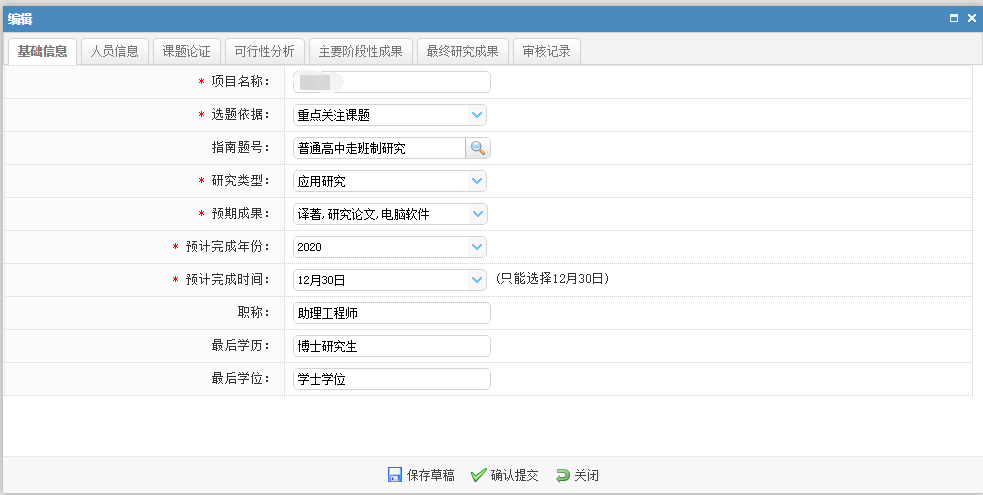 编辑
基础信息 人员信息 课题论证 可行性分析 主要阶段性成果 最终研究成果 审核记录
* 项目名称：
* 选题依据： 重点关注课题
指南题号： 普通高中走班制研究
* 研究类型： 应用研究
* 预期成果： 译著,研究论文,电脑软件
* 预计完成年份： 2020
* 预计完成时间： 12月30日 (只能选择12月30日)
职称： 助理工程师
最后学历： 博士研究生
最后学位： 学士学位
保存草稿 确认提交 关闭